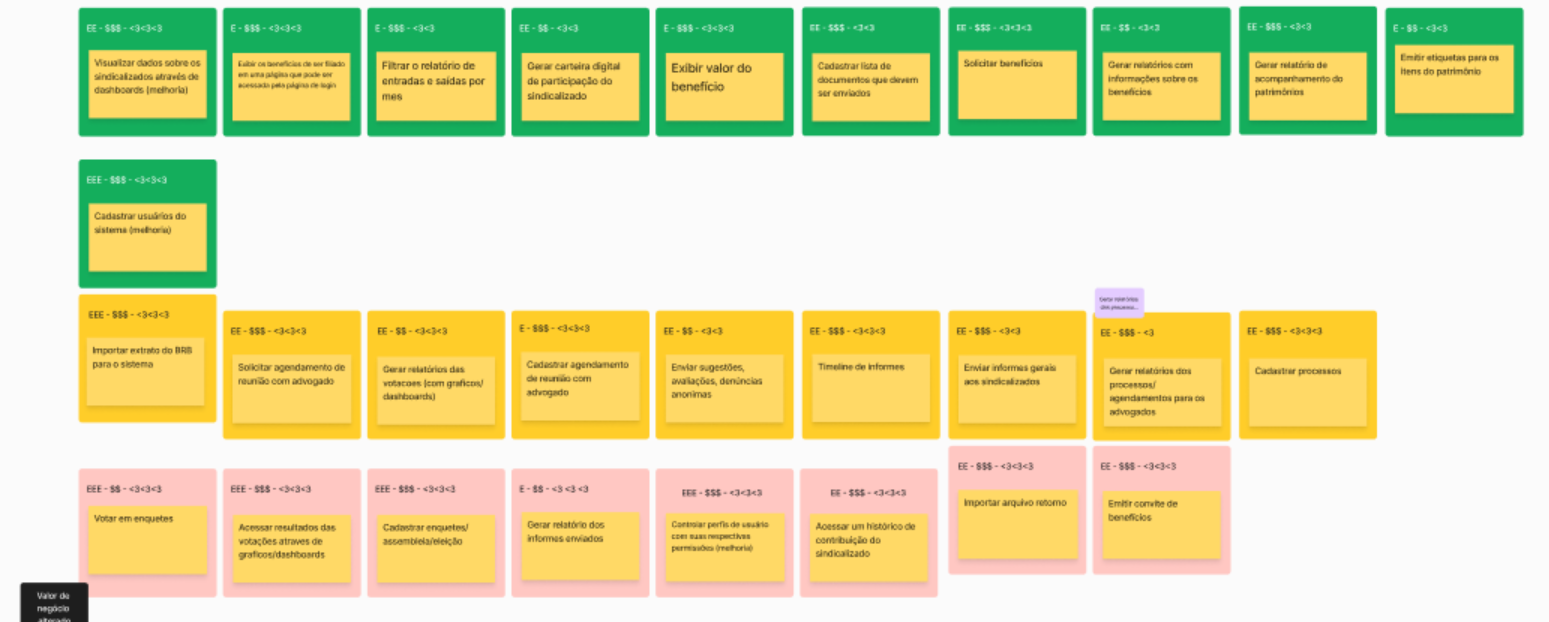 EE - $$$ - <3<3<3
Visualizar dados sobre os
sindicalizados através de
dashboards (melhoria)
E - $$$ - <3<3<3
Exibir os benefícios de ser filiado
em uma página que pode ser
acessada pela página de login
E - $$$ - <3<3
Filtrar o relatório de
entradas e saídas por
mes
EE - $$ - <3<3
Gerar carteira digital
de participação do
sindicalizado
E - $$$ - <3<3<3
Exibir valor do
benefício
EE - $$$ - <3<3
Cadastrar lista de
documentos que devem
ser enviados
EE - $$$ - <3<3<3
Solicitar benefícios
EE - $$ - <3<3
Gerar relatórios com
informações sobre os
benefícios
EE - $$ - <3<3<3
Gerar relatório de
acompanhamento do
patrimônios
E - $$ - <3<3
Emitir etiquetas para os
itens do patrimônio
EEE - $$$ - <3<3<3
Cadastrar usuários do
sistema (melhoria)
EEE - $$$ - <3<3<3
Importar extrato do BRB
para o sistema
EE - $$$ - <3<3<3
Solicitar agendamento de
reunião com advogado
EE - $$ - <3<3<3
Gerar relatórios das
votacoes (com graficos/
dashboards)
E - $$$ - <3<3<3
Cadastrar agendamento
de reunião com
advogado
EE - $$ - <3<3
Enviar sugestões,
avaliações, denúncias
anonimas
EE - $$$ - <3<3<3
Timeline de Informes
EE - $$$ - <3<3
Enviar informes gerais
aos sindicalizados
Gerar relatórios
dos processo...
EE - $$$ - <3
Gerar relatórios dos
processos/
agendamentos para os
advogados
EE - $$$ - <3<3<3
Cadastrar processos
EEE - $$ - <3<3<3
Votar em enquetes
EEE - $$$ - <3<3<3
Acessar resultados das
votações atraves de
graficos/dashboards
EEE - $$$ - <3<3<3
Cadastrar enquetes/
assembleia/eleição
E - $$ - <3 <3 <3
Gerar relatório dos
informes enviados
EEE - $$$ - <3<3<3
Controlar perfis de usuário
com suas respectivas
permissões (melhoria)
EE - $$$ - <3<3<3
Acessar um histórico de
contribuição do
sindicalizado
EE - $$$ - <3<3<3
Importar arquivo retorno
EE - $$$ - <3<3<3
Emitir convite de
benefícios
Valor de
negócio
alterado